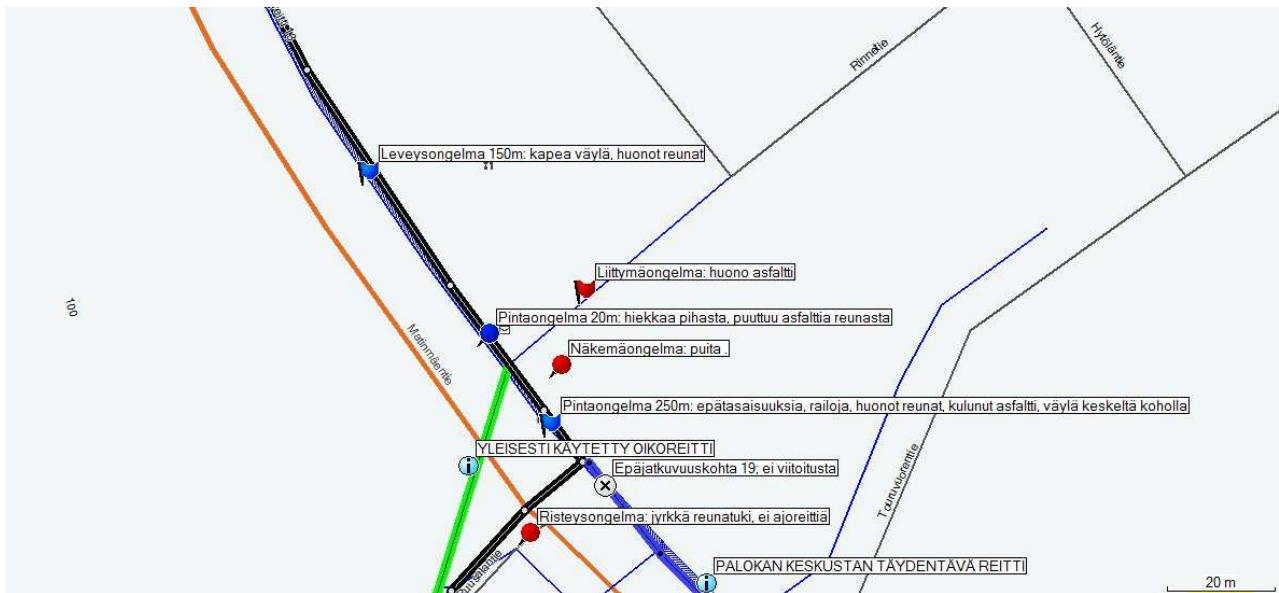 Hytöläntie
Rinnetie
Leveysongelma 150m: kapea väylä, huonot reunat
Liittymäongelma: huono asfaltti
100
Pintaongelma 20m: hiekkaa pihasta, puuttuu asfalttia reunasta
Näkemäongelma: puita .
Matinmäentie
Pintaongelma 250m: epätasaisuuksia, railoja, huonot reunat, kulunut asfaltti, väylä keskeltä koholla
YLEISESTI KÄYTETTY OIKOREITTI
Epäjatkuvuuskohta 19; ei viitoitusta
Touruvuorentie
Risteysongelma: jyrkkä reunatuki, ei ajoreittiä
PALOKAN KESKUSTAN TÄYDENTÄVÄ REITTI
20 m